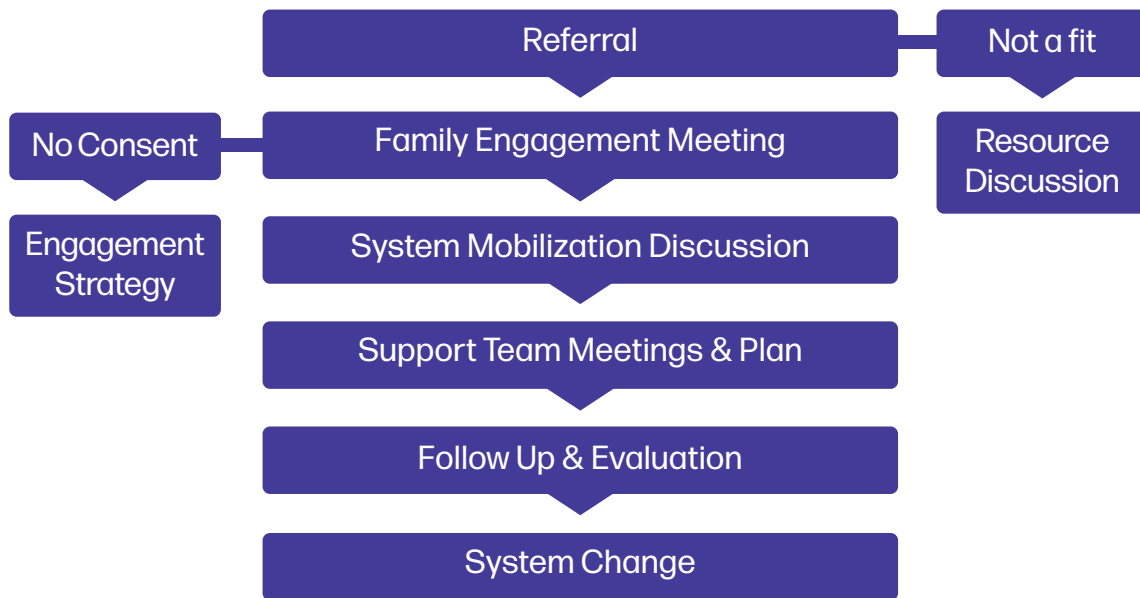 Referral
Not a fit
No Consent
Family Engagement Meeting
Resource
Discussion
Engagement
Strategy
System Mobilization Discussion
Support Team Meetings & Plan
Follow Up & Evaluation
System Change